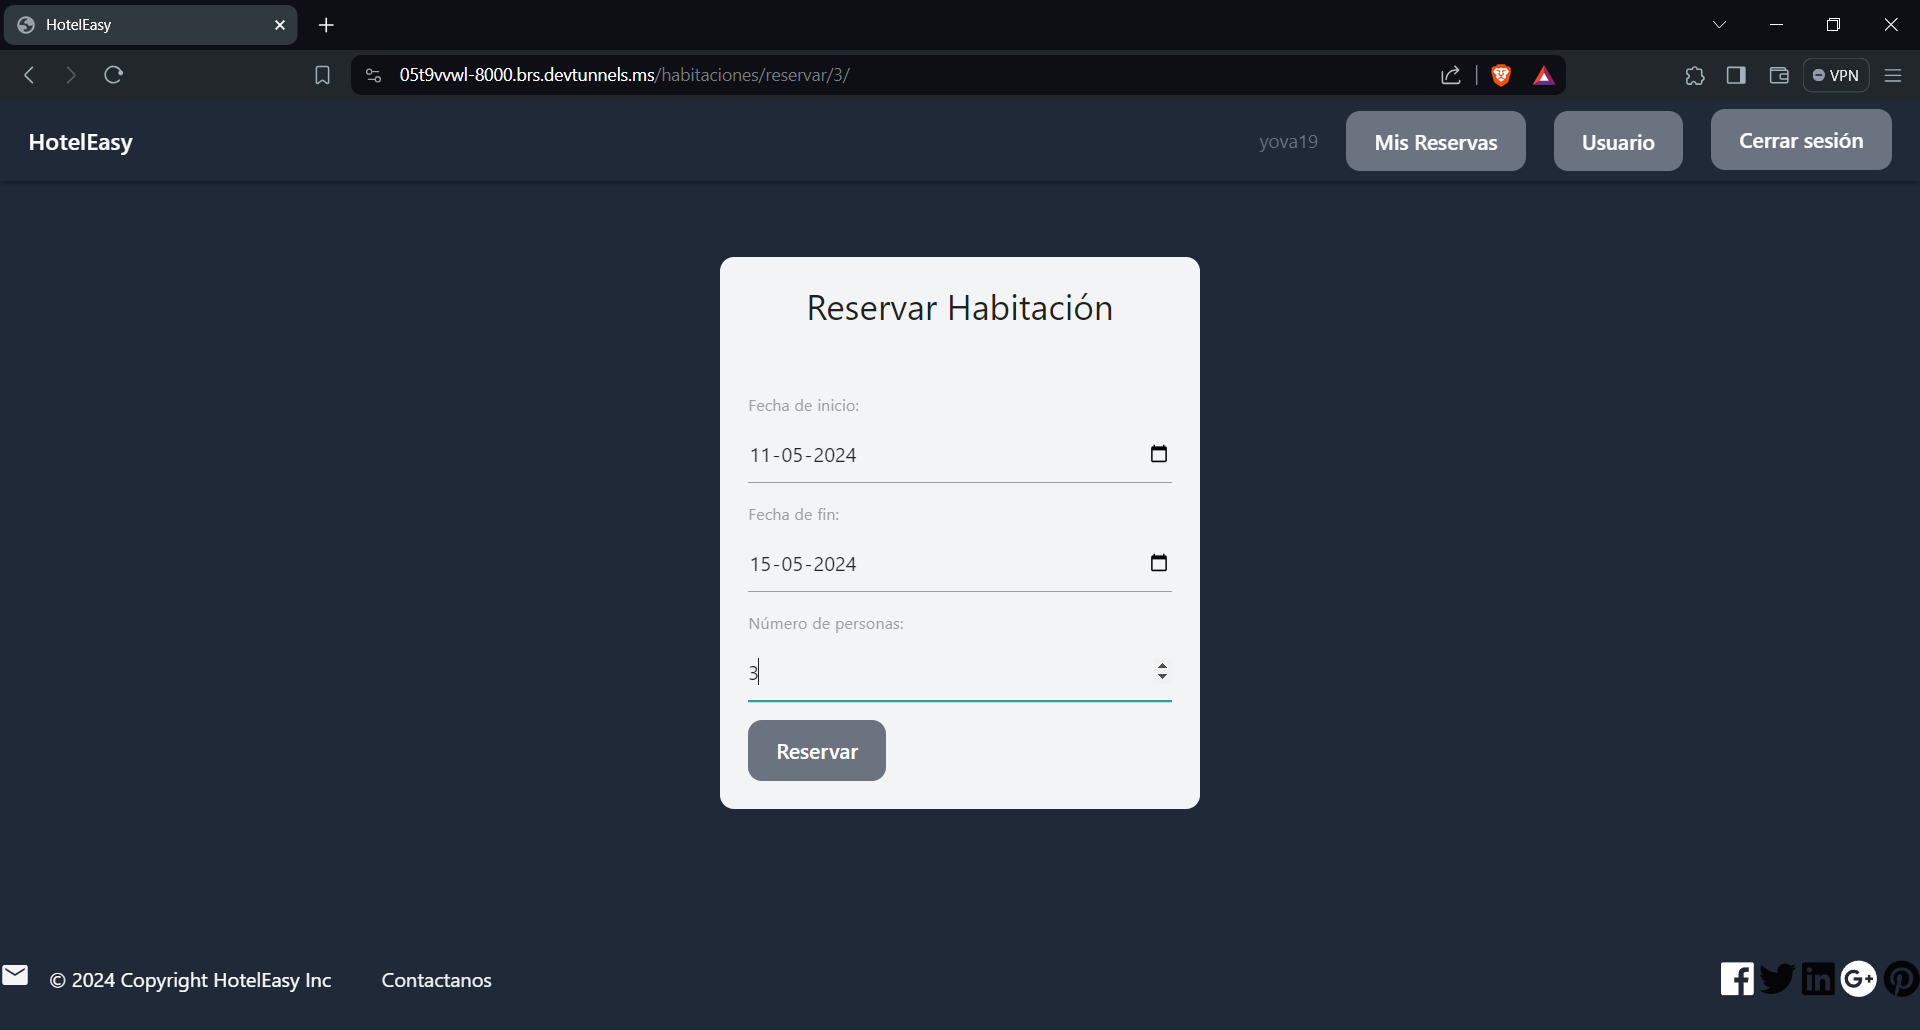 HotelEasy
05t9vvwl-8000.brs.devtunnels.ms/habitaciones/reservar/3/
VPN
HotelEasy
yova19
Mis Reservas
Usuario
Cerrar sesión
Reservar Habitación
Fecha de inicio:
11-05-2024
Fecha de fin:
15-05-2024
Número de personas:
3
Reservar
© 2024 Copyright HotelEasy Inc
Contactanos